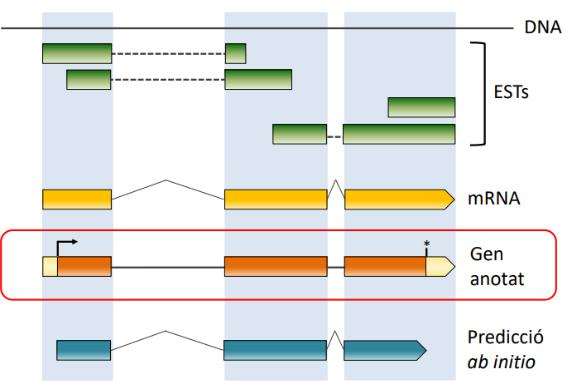 DNA
ESTs
mRNA
*
Gen
anotat
Predicció
ab initio